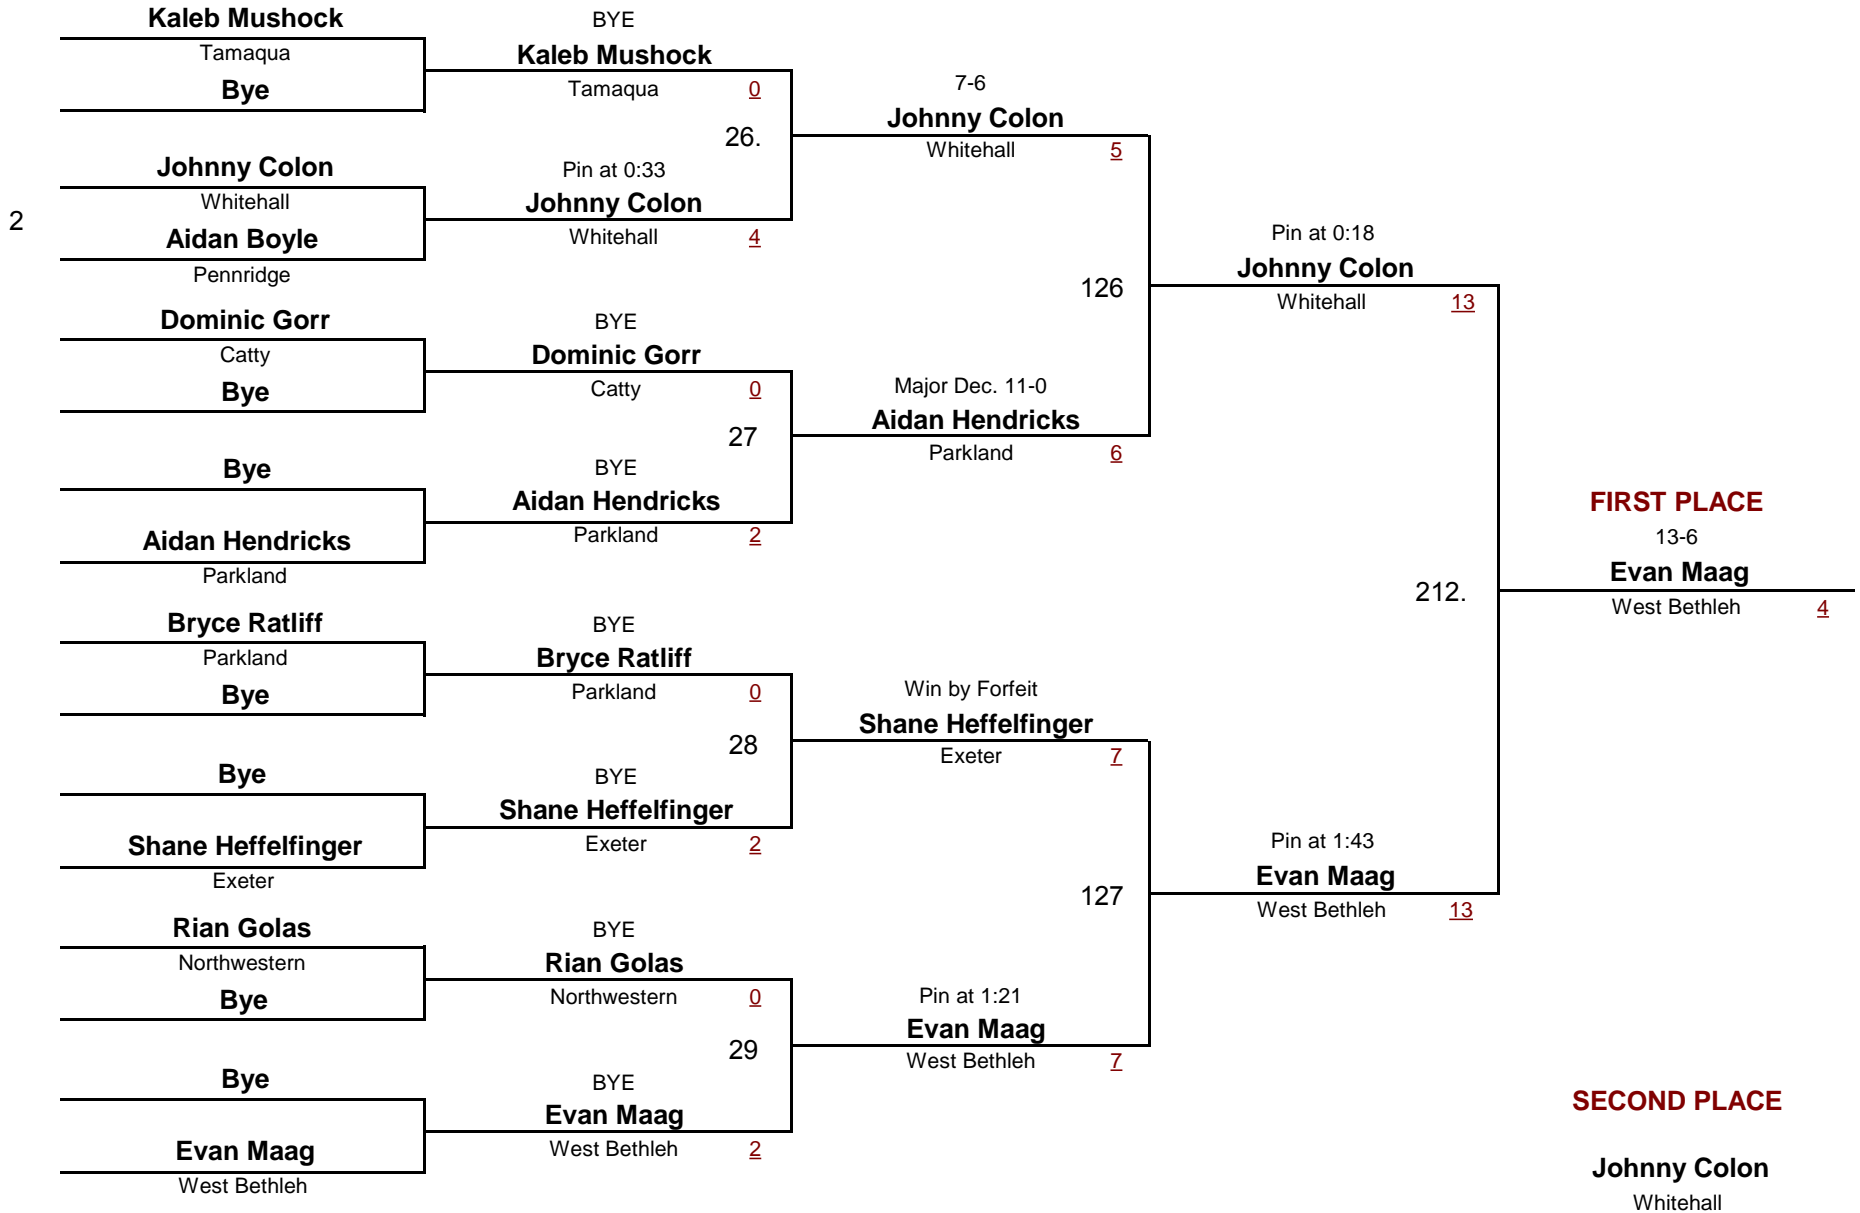 Kaleb Mushock
Tamaqua
Bye
2
Johnny Colon
Whitehall
Aidan Boyle
Pennridge
Dominic Gorr
Catty
Bye
Bye
Aidan Hendricks
Parkland
Bryce Ratliff
Parkland
Bye
Bye
Shane Heffelfinger
Exeter
Rian Golas
Northwestern
Bye
Bye
Evan Maag
West Bethleh
BYE
Kaleb Mushock
Tamaqua 0
26.
Pin at 0:33
Johnny Colon
Whitehall 4
BYE
Dominic Gorr
Catty 0
27
BYE
Aidan Hendricks
Parkland 2
BYE
Bryce Ratliff
Parkland 0
28
BYE
Shane Heffelfinger
Exeter 2
BYE
Rian Golas
Northwestern 0
29
BYE
Evan Maag
West Bethleh 2
7-6
Johnny Colon
Whitehall 5
126
Major Dec. 11-0
Aidan Hendricks
Parkland 6
Win by Forfeit
Shane Heffelfinger
Exeter 7
127
Pin at 1:21
Evan Maag
West Bethleh 7
Pin at 0:18
Johnny Colon
Whitehall 13
212.
Pin at 1:43
Evan Maag
West Bethleh 13
FIRST PLACE
13-6
Evan Maag
West Bethleh 4
SECOND PLACE
Johnny Colon
Whitehall